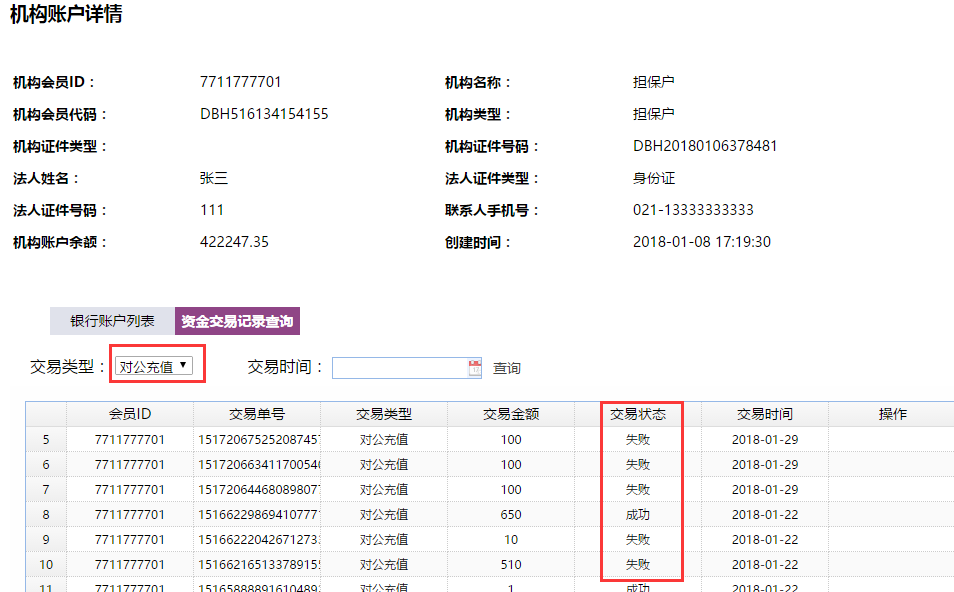 机构账户详情
机构会员ID： 7711777701 机构名称： 担保户
机构会员代码： DBH516134154155 机构类型： 担保户
机构证件类型： 机构证件号码： DBH20180106378481
法人姓名： 张三 法人证件类型： 身份证
法人证件号码： 111 联系人手机号： 021-13333333333
机构账户余额： 422247.35 创建时间： 2018-01-08 17:19:30
银行账户列表 资金交易记录查询
交易类型： 对公充值 交易时间： 查询
会员ID 交易单号 交易类型 交易金额 交易状态 交易时间 操作
5 7711777701 15172067525208745 对公充值 100 失败 2018-01-29
6 7711777701 1517206634117005 对公充值 100 失败 2018-01-29
7 7711777701 15172064468089807 对公充值 100 失败 2018-01-29
8 7711777701 15166229869410777 对公充值 650 成功 2018-01-22
9 7711777701 1516622204267127 对公充值 10 失败 2018-01-22
10 7711777701 1516621651337891 对公充值 510 失败 2018-01-22
11 7711777701 1516588889161048 对公充值 1 成功 2018-01-22